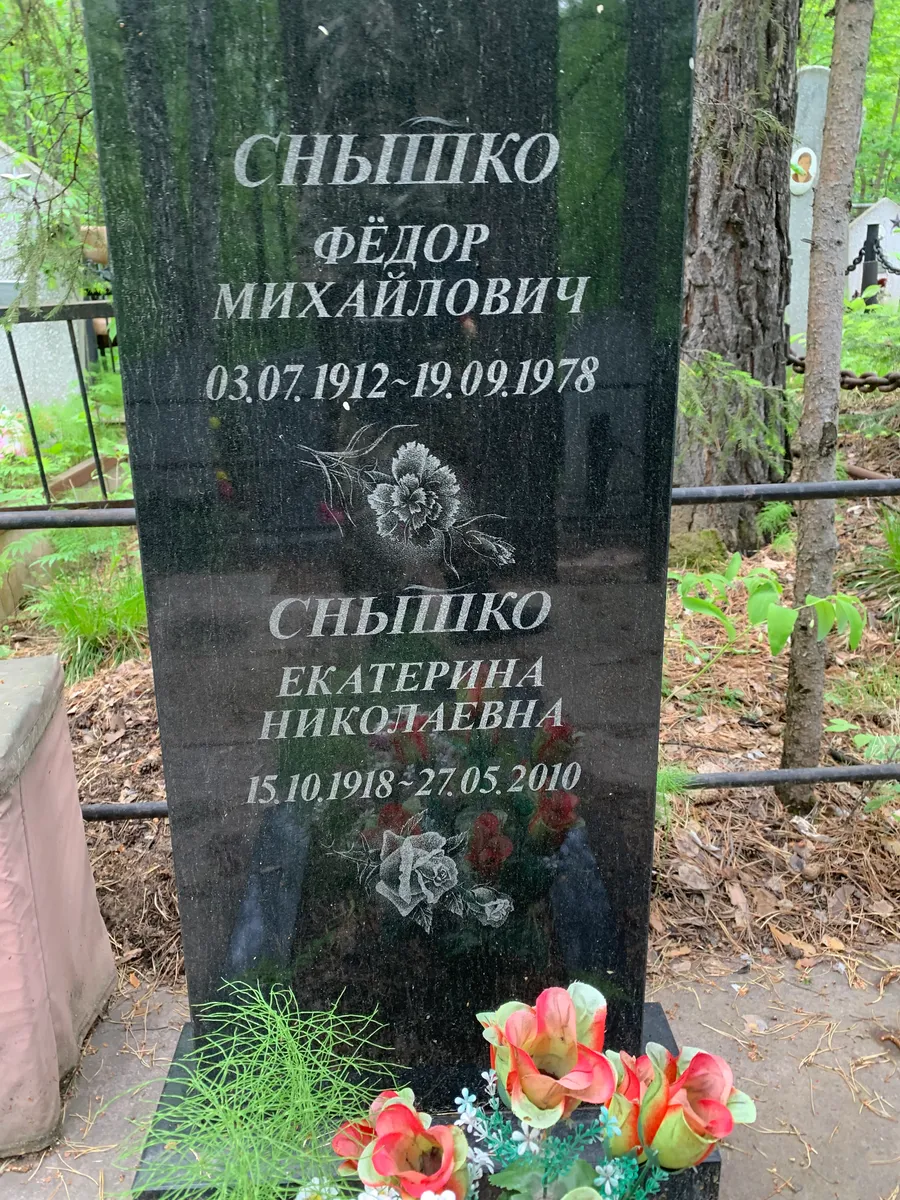 СНЫШКО
ФЁДОР
МИХАЙЛОВИЧ
03.07.1912~19.09.1978
СНЫШКО
ЕКАТЕРИНА
НИКОЛАЕВНА
15.10.1918~27.05.2010